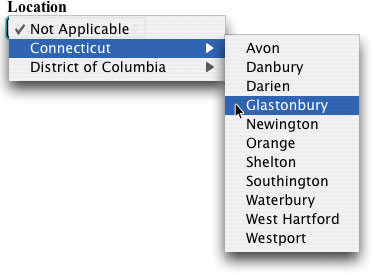 Location
✓ Not Applicable
Connecticut
District of Columbia
Avon
Danbury
Darien
Glastonbury
Newington
Orange
Shelton
Southington
Waterbury
West Hartford
Westport